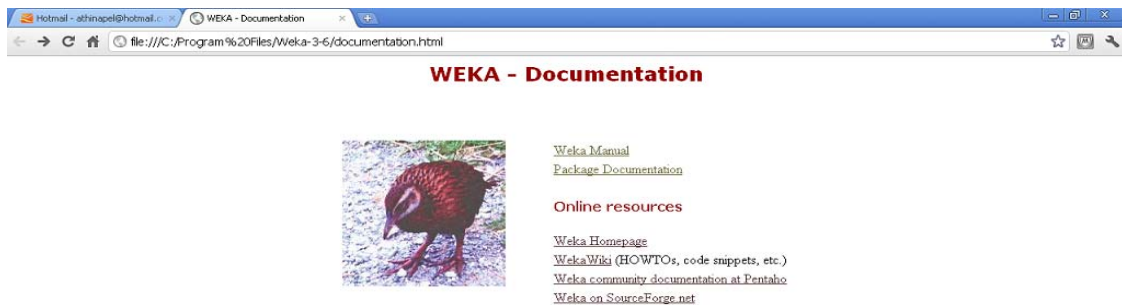 Hotmail - athinapel@hotmail.c
WEKA - Documentation
file:///C:/Program%20Files/Weka-3-6/documentation.html
WEKA - Documentation
Weka Manual
Package Documentation
Online resources
Weka Homepage
WekaWiki (HOWTOs, code snippets, etc.)
Weka community documentation at Pentaho
Weka on SourceForge.net